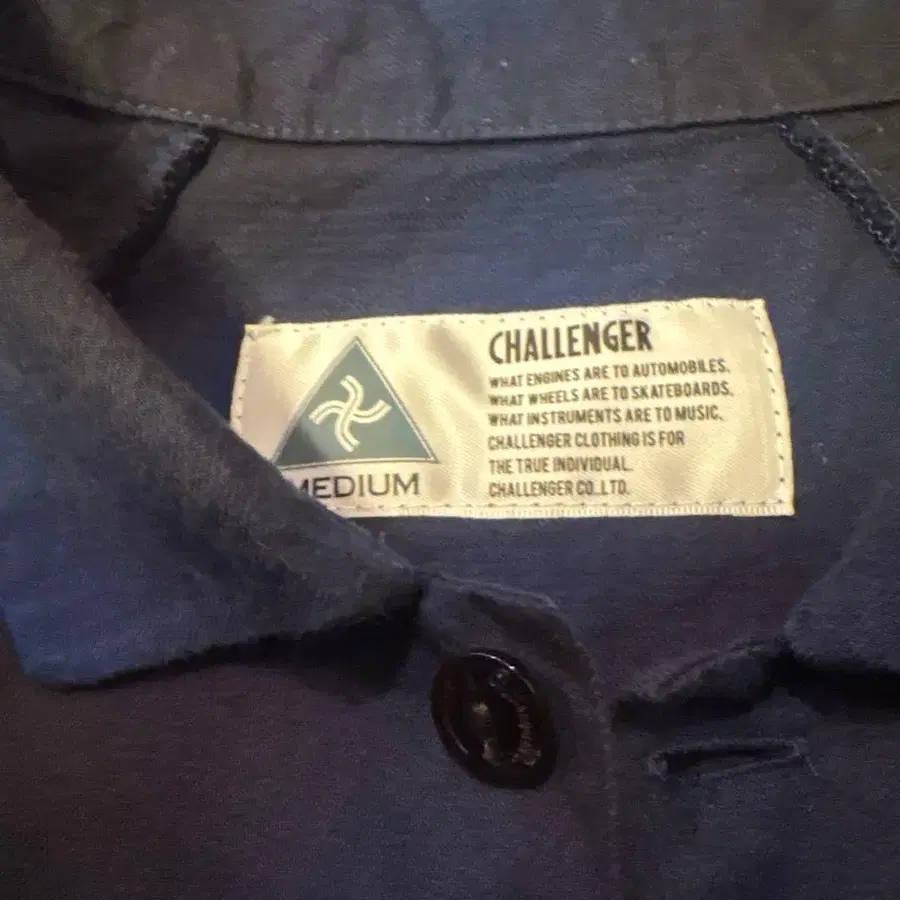 CHALLENGER
WHAT ENGINES ARE TO AUTOMOBILES.
WHAT WHEELS ARE TO SKATEBOARDS.
WHAT INSTRUMENTS ARE TO MUSIC.
CHALLENGER CLOTHING IS FOR
THE TRUE INDIVIDUAL.
CHALLENGER CO.,LTD.
MEDIUM